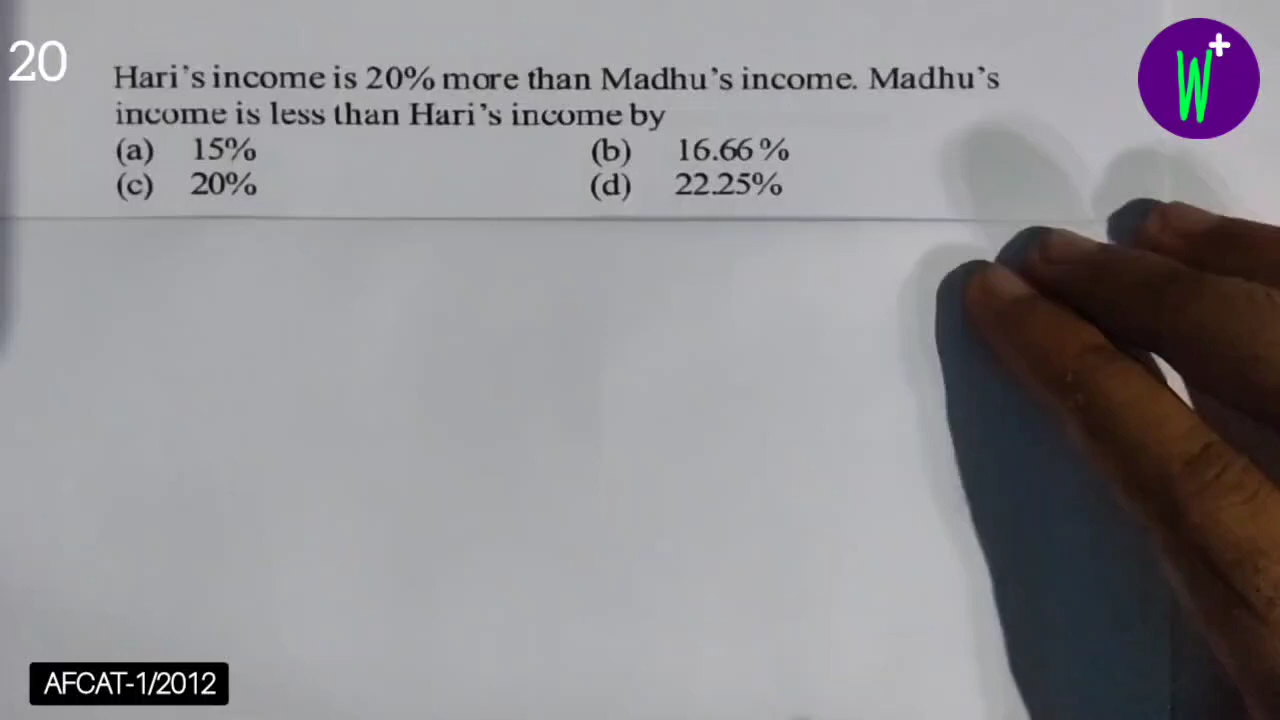 20
W+
Hari's income is 20% more than Madhu's income. Madhu's
income is less than Hari's income by
(a) 15% (b) 16.66%
(c) 20% (d) 22.25%
AFCAT-1/2012